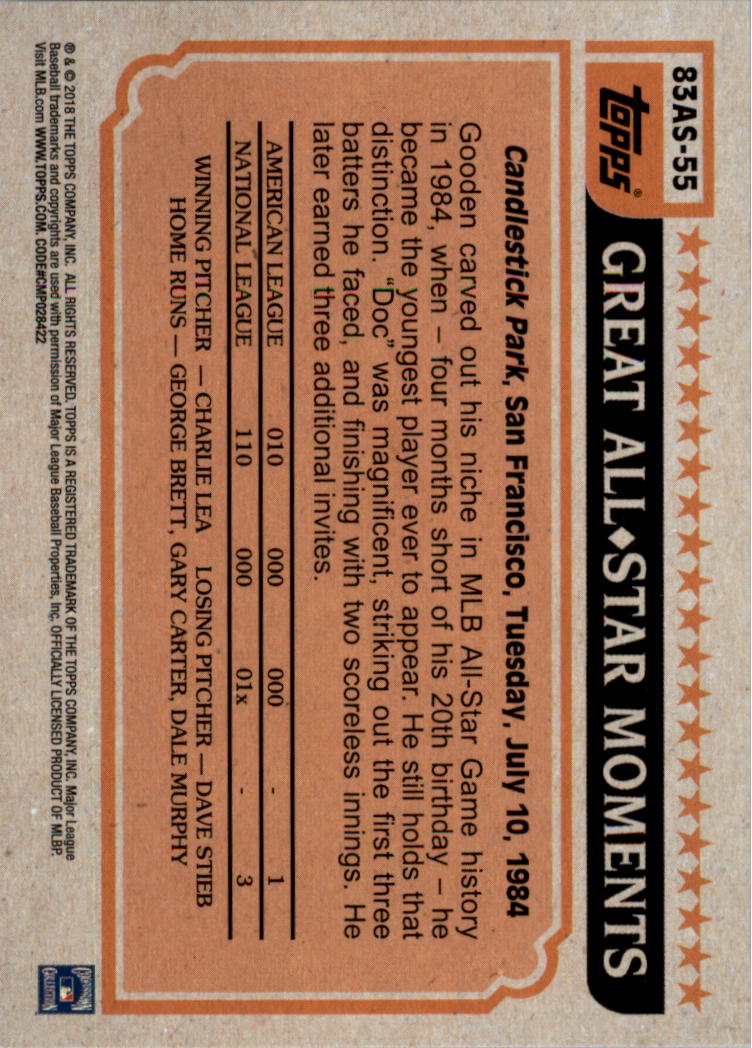 83AS-55
topps®
GREAT ALL◆STAR MOMENTS
Candlestick Park, San Francisco, Tuesday, July 10, 1984
Gooden carved out his niche in MLB All-Star Game history
in 1984, when – four months short of his 20th birthday – he
became the youngest player ever to appear. He still holds that
distinction. “Doc” was magnificent, striking out the first three
batters he faced, and finishing with two scoreless innings. He
later earned three additional invites.
AMERICAN LEAGUE 010 000 000 - 1
NATIONAL LEAGUE 110 000 01x - 3
WINNING PITCHER — CHARLIE LEA LOSING PITCHER — DAVE STIEB
HOME RUNS — GEORGE BRETT, GARY CARTER, DALE MURPHY
® & © 2018 THE TOPPS COMPANY, INC. ALL RIGHTS RESERVED. TOPPS IS A REGISTERED TRADEMARK OF THE TOPPS COMPANY, INC. Major League
Baseball trademarks and copyrights are used with permission of Major League Baseball Properties, Inc. OFFICIALLY LICENSED PRODUCT OF MLBP.
Visit MLB.com WWW.TOPPS.COM. CODE#CMP028422
COOPERSTOWN
COLLECTION